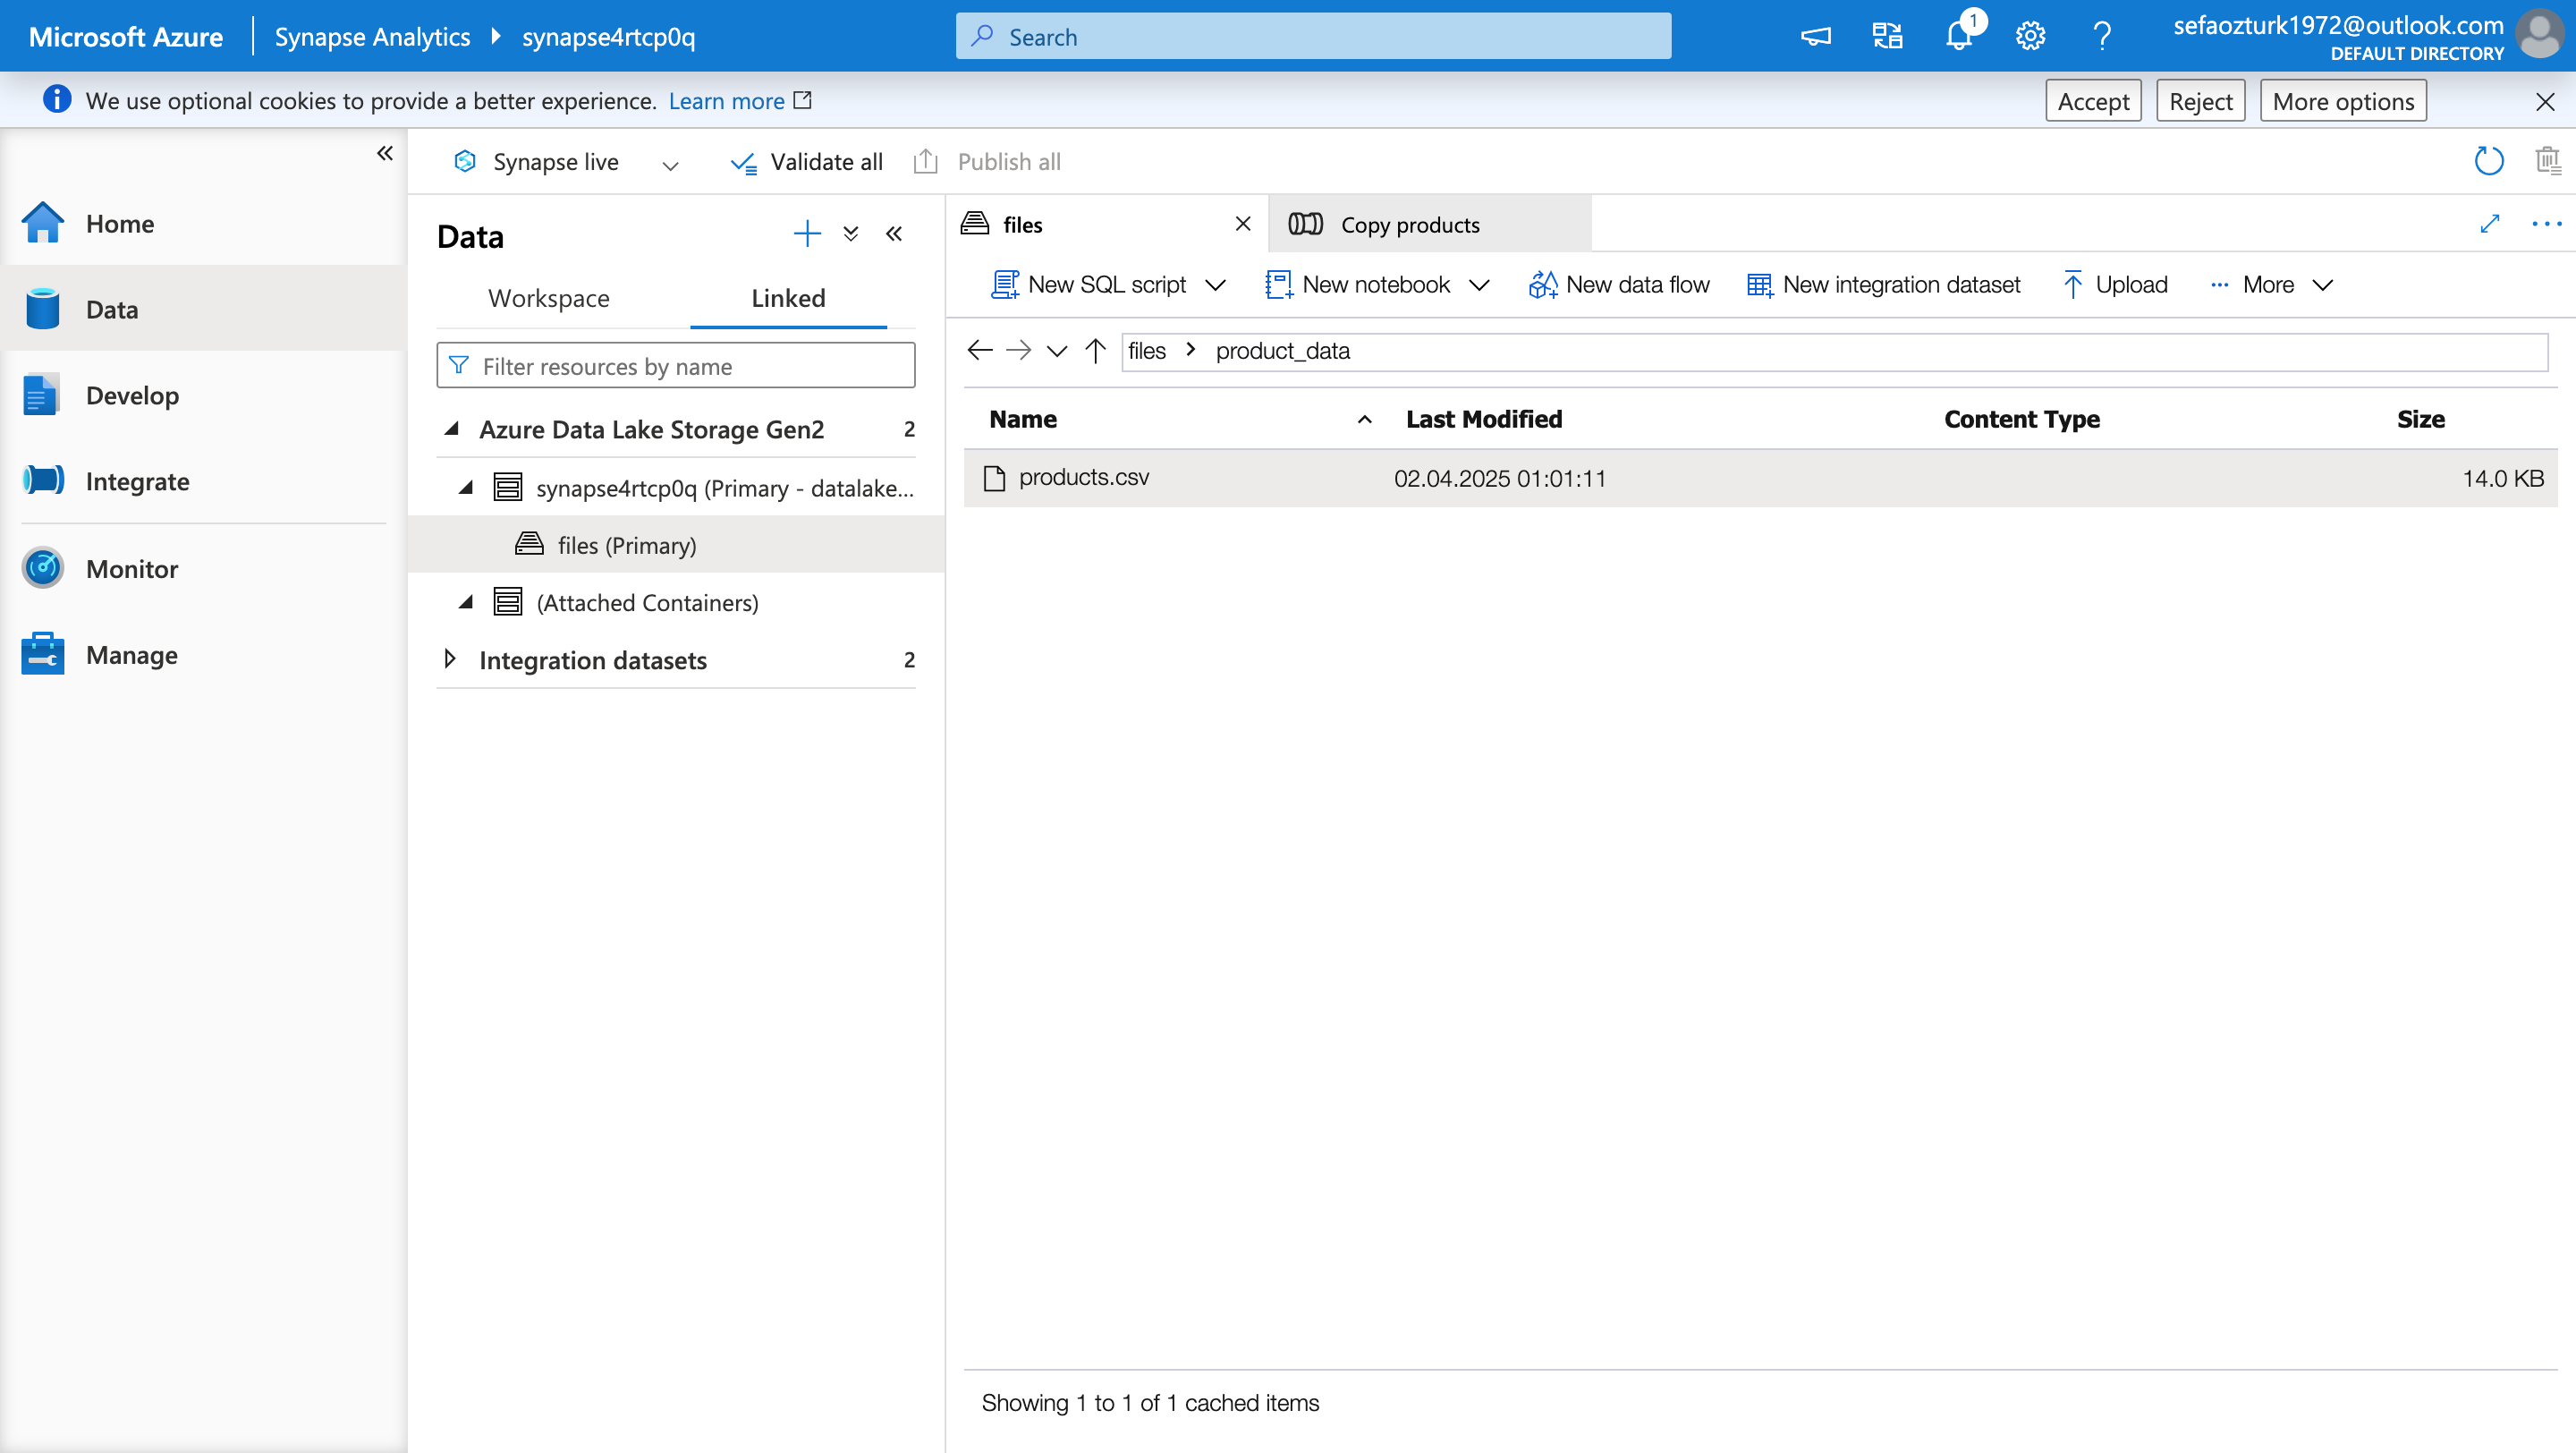 Microsoft Azure
Synapse Analytics
synapse4rtcp0q
Search
1
sefaozturk1972@outlook.com
DEFAULT DIRECTORY
We use optional cookies to provide a better experience. Learn more
Accept
Reject
More options
Synapse live
Validate all
Publish all
Home
Data
Develop
Integrate
Monitor
Manage
Data
Workspace
Linked
Filter resources by name
Azure Data Lake Storage Gen2 2
synapse4rtcp0q (Primary - datalake...
files (Primary)
(Attached Containers)
Integration datasets 2
files
Copy products
New SQL script
New notebook
New data flow
New integration dataset
Upload
More
files > product_data
Name Last Modified Content Type Size
products.csv 02.04.2025 01:01:11 14.0 KB
Showing 1 to 1 of 1 cached items